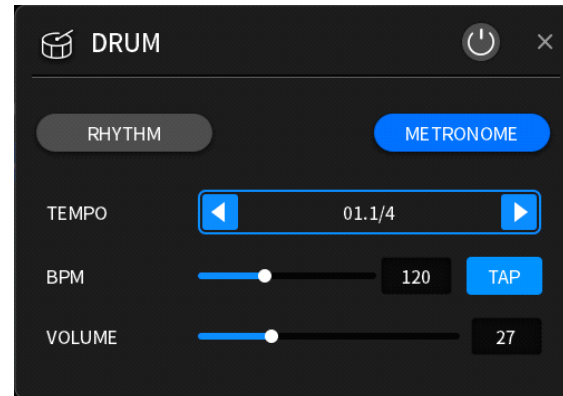 DRUM
RHYTHM METRONOME
TEMPO 01.1/4
BPM 120 TAP
VOLUME 27